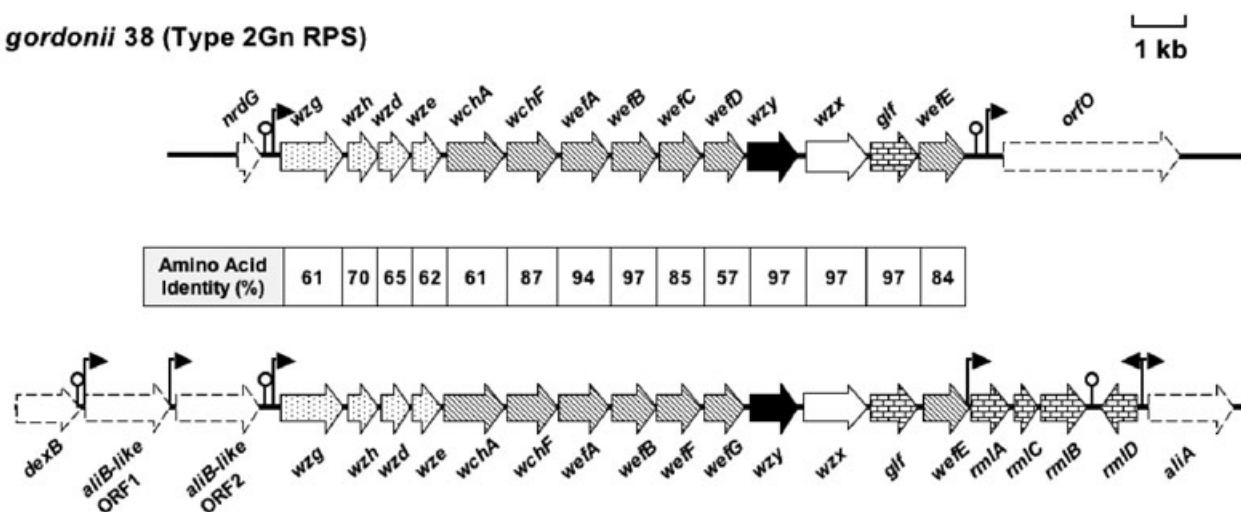 gordonii 38 (Type 2Gn RPS)
1 kb
nrdG wzg wzh wzd wze wchA wchF wefA wefB wefC wefD wzy wzx glf wefE orfO
Amino Acid Identity (%) 61 70 65 62 61 87 94 97 85 57 97 97 97 84
dexB aliB-like ORF1 aliB-like ORF2 wzg wzh wzd wze wchA wchF wefA wefB wefF wefG wzy wzx glf wefE rmlA rmlC rmlB rmlD aliA